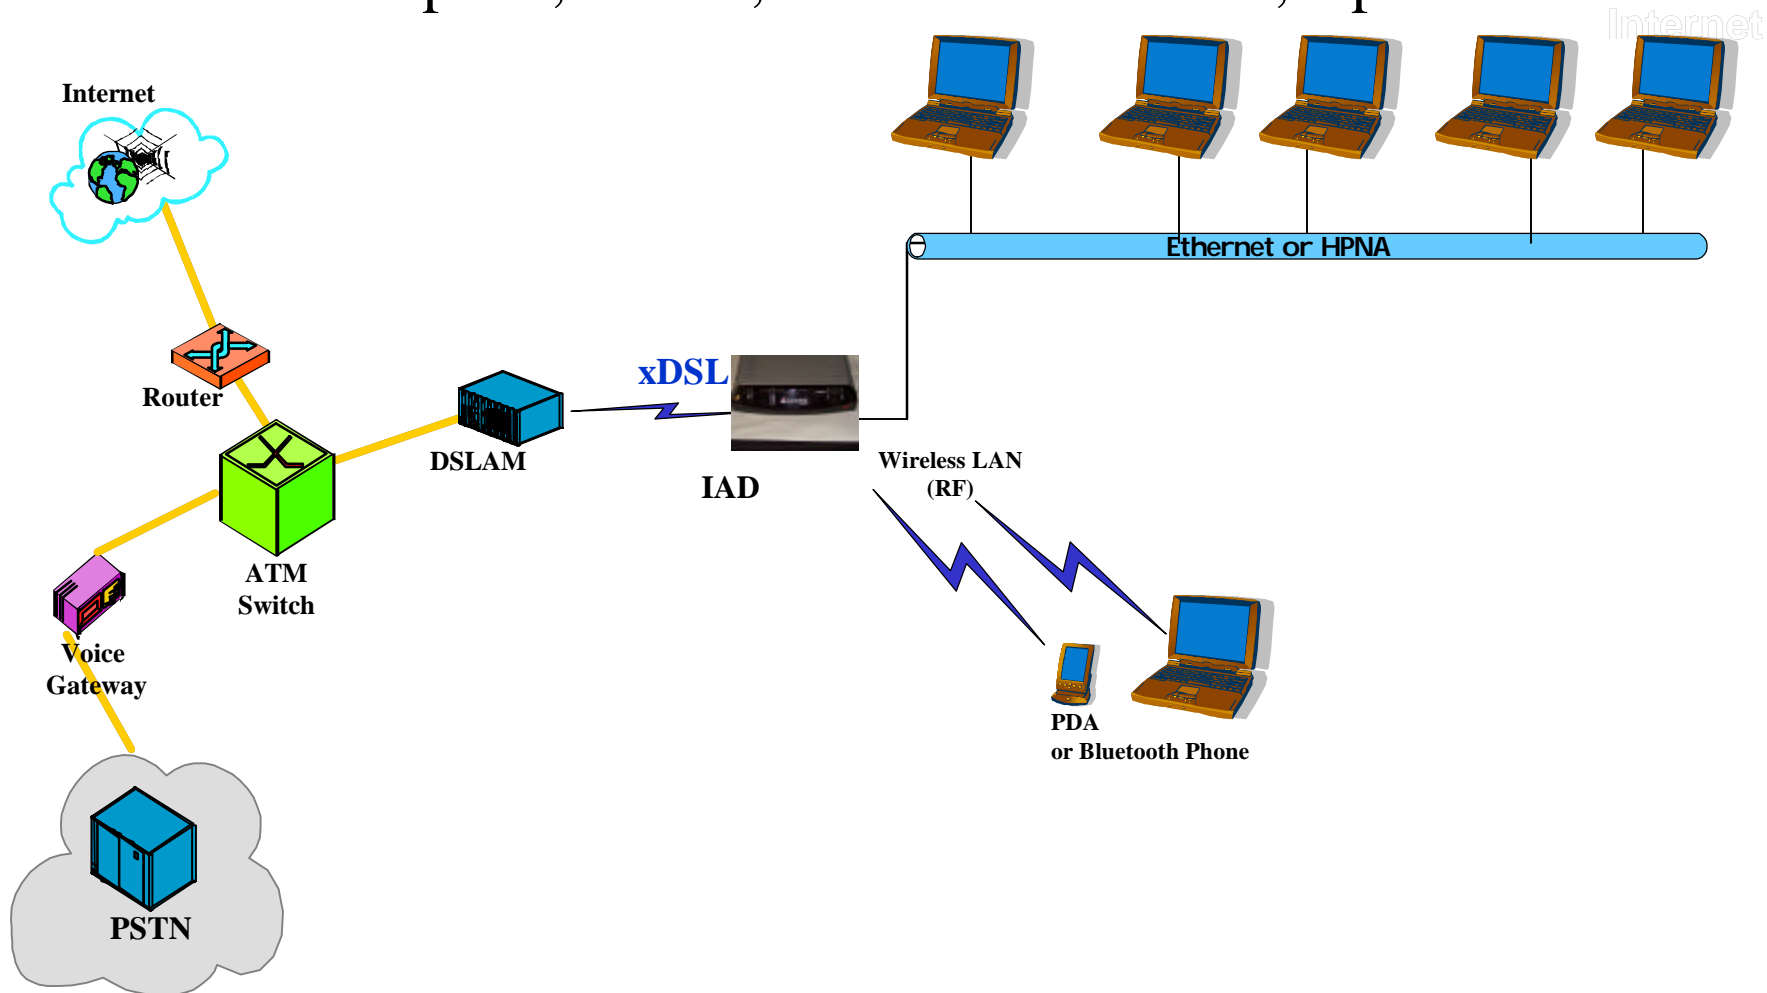 Internet
Internet
Ethernet or HPNA
xDSL
Router
DSLAM
Wireless LAN
(RF)
IAD
ATM
Switch
Voice
Gateway
PDA
or Bluetooth Phone
PSTN